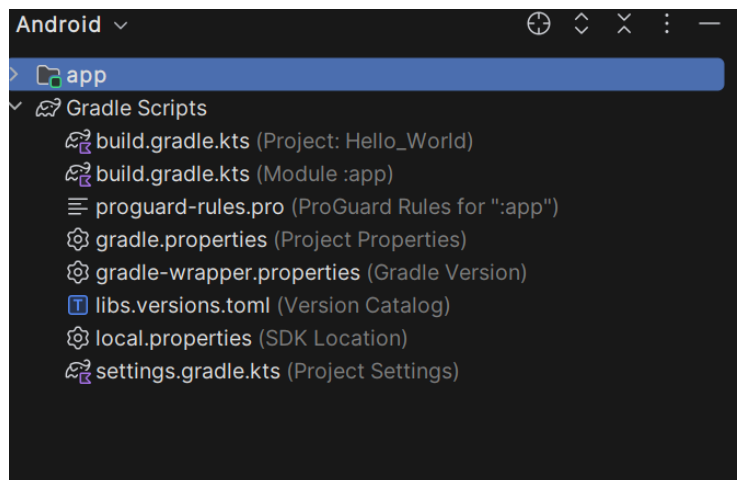 Android
app
Gradle Scripts
build.gradle.kts (Project: Hello_World)
build.gradle.kts (Module :app)
proguard-rules.pro (ProGuard Rules for ":app")
gradle.properties (Project Properties)
gradle-wrapper.properties (Gradle Version)
libs.versions.toml (Version Catalog)
local.properties (SDK Location)
settings.gradle.kts (Project Settings)